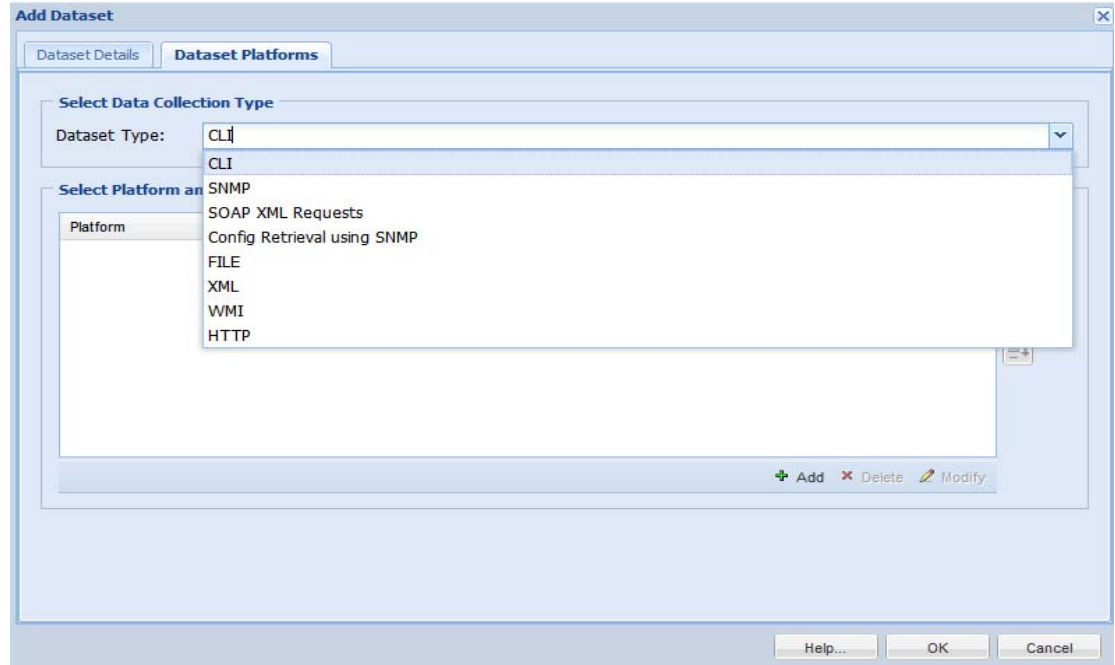 Add Dataset
Dataset Details
Dataset Platforms
Select Data Collection Type
Dataset Type:
CLI
CLI
SNMP
SOAP XML Requests
Config Retrieval using SNMP
FILE
XML
WMI
HTTP
Select Platform
Platform
Add
Delete
Modify
Help...
OK
Cancel